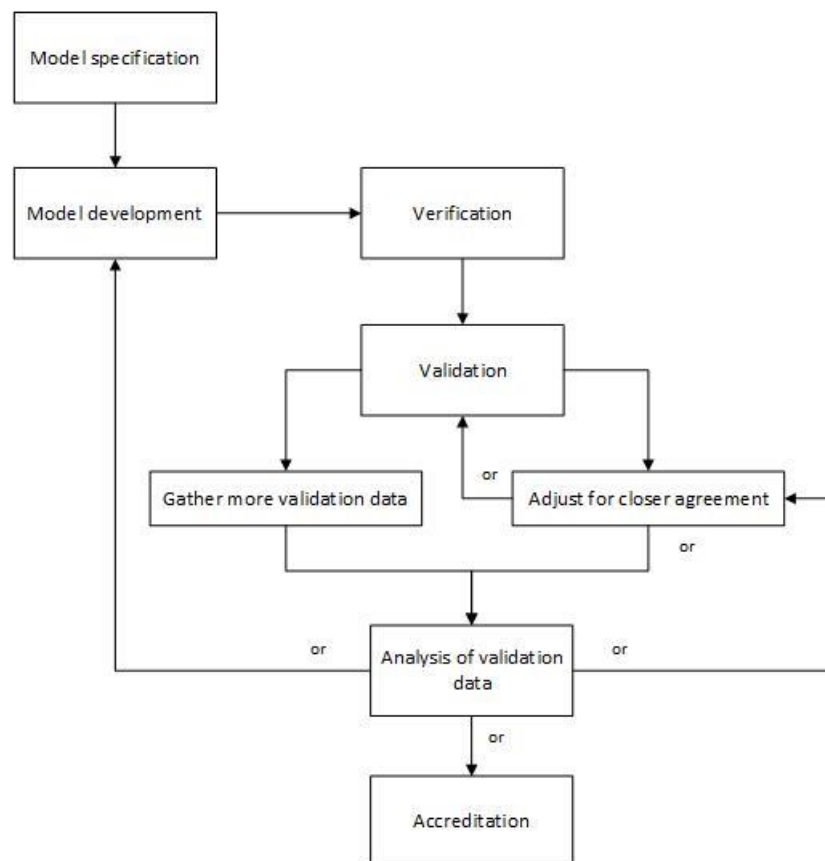 Model specification
Model development
Verification
Validation
or
Gather more validation data
Adjust for closer agreement
or
or
Analysis of validation
data
or
or
Accreditation